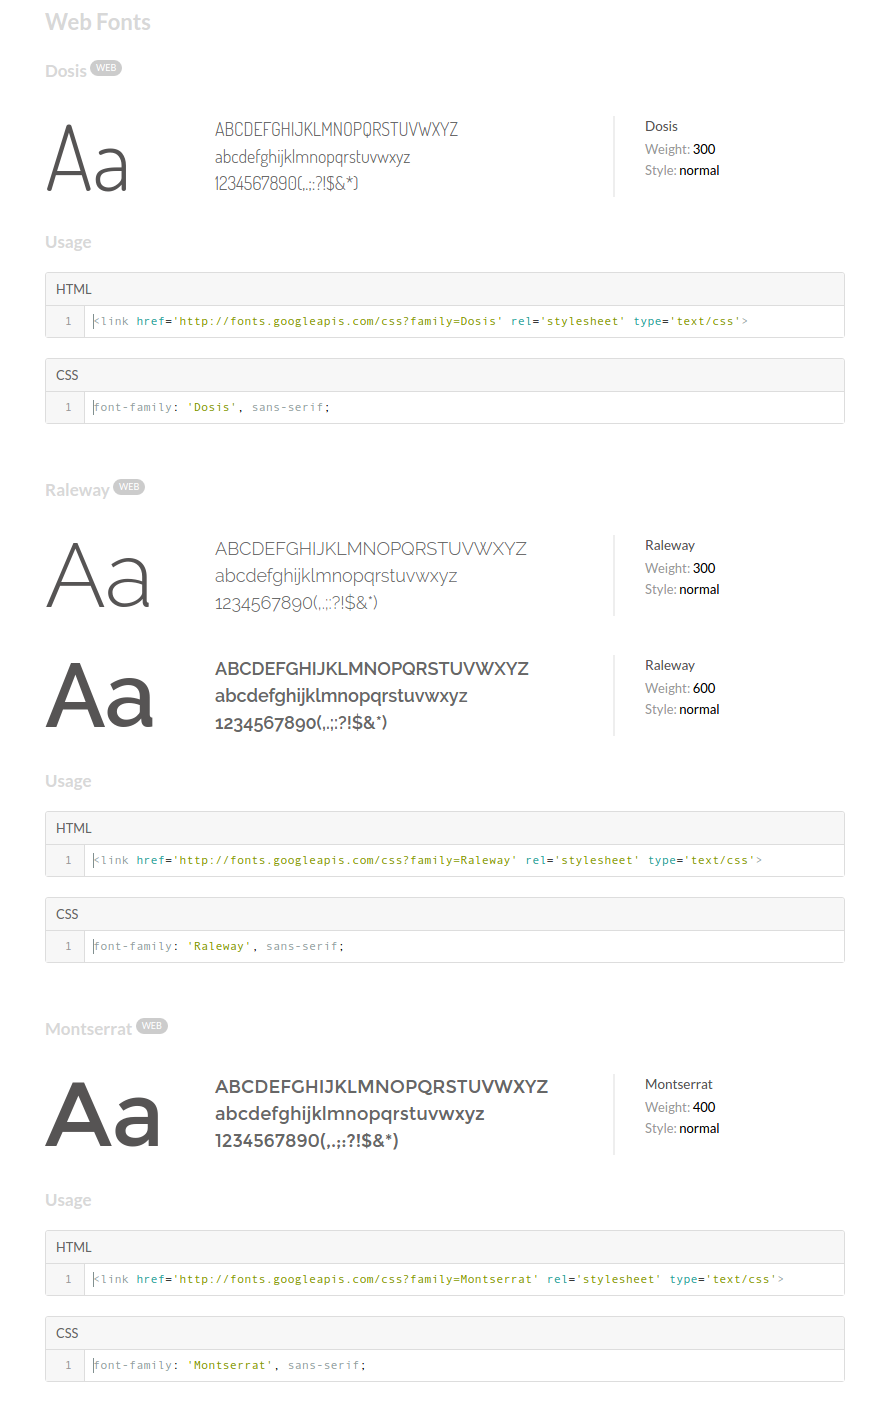 Web Fonts
Dosis WEB
Aa
ABCDEFGHIJKLMNOPQRSTUVWXYZ
abcdefghijklmnopqrstuvwxyz
1234567890(,.;:?!$&*)
Dosis
Weight: 300
Style: normal
Usage
HTML
1 <link href='http://fonts.googleapis.com/css?family=Dosis' rel='stylesheet' type='text/css'>
CSS
1 font-family: 'Dosis', sans-serif;
Raleway WEB
Aa
ABCDEFGHIJKLMNOPQRSTUVWXYZ
abcdefghijklmnopqrstuvwxyz
1234567890(,.;:?!$&*)
Raleway
Weight: 300
Style: normal
Aa
ABCDEFGHIJKLMNOPQRSTUVWXYZ
abcdefghijklmnopqrstuvwxyz
1234567890(,.;:?!$&*)
Raleway
Weight: 600
Style: normal
Usage
HTML
1 <link href='http://fonts.googleapis.com/css?family=Raleway' rel='stylesheet' type='text/css'>
CSS
1 font-family: 'Raleway', sans-serif;
Montserrat WEB
Aa
ABCDEFGHIJKLMNOPQRSTUVWXYZ
abcdefghijklmnopqrstuvwxyz
1234567890(,.;:?!$&*)
Montserrat
Weight: 400
Style: normal
Usage
HTML
1 <link href='http://fonts.googleapis.com/css?family=Montserrat' rel='stylesheet' type='text/css'>
CSS
1 font-family: 'Montserrat', sans-serif;